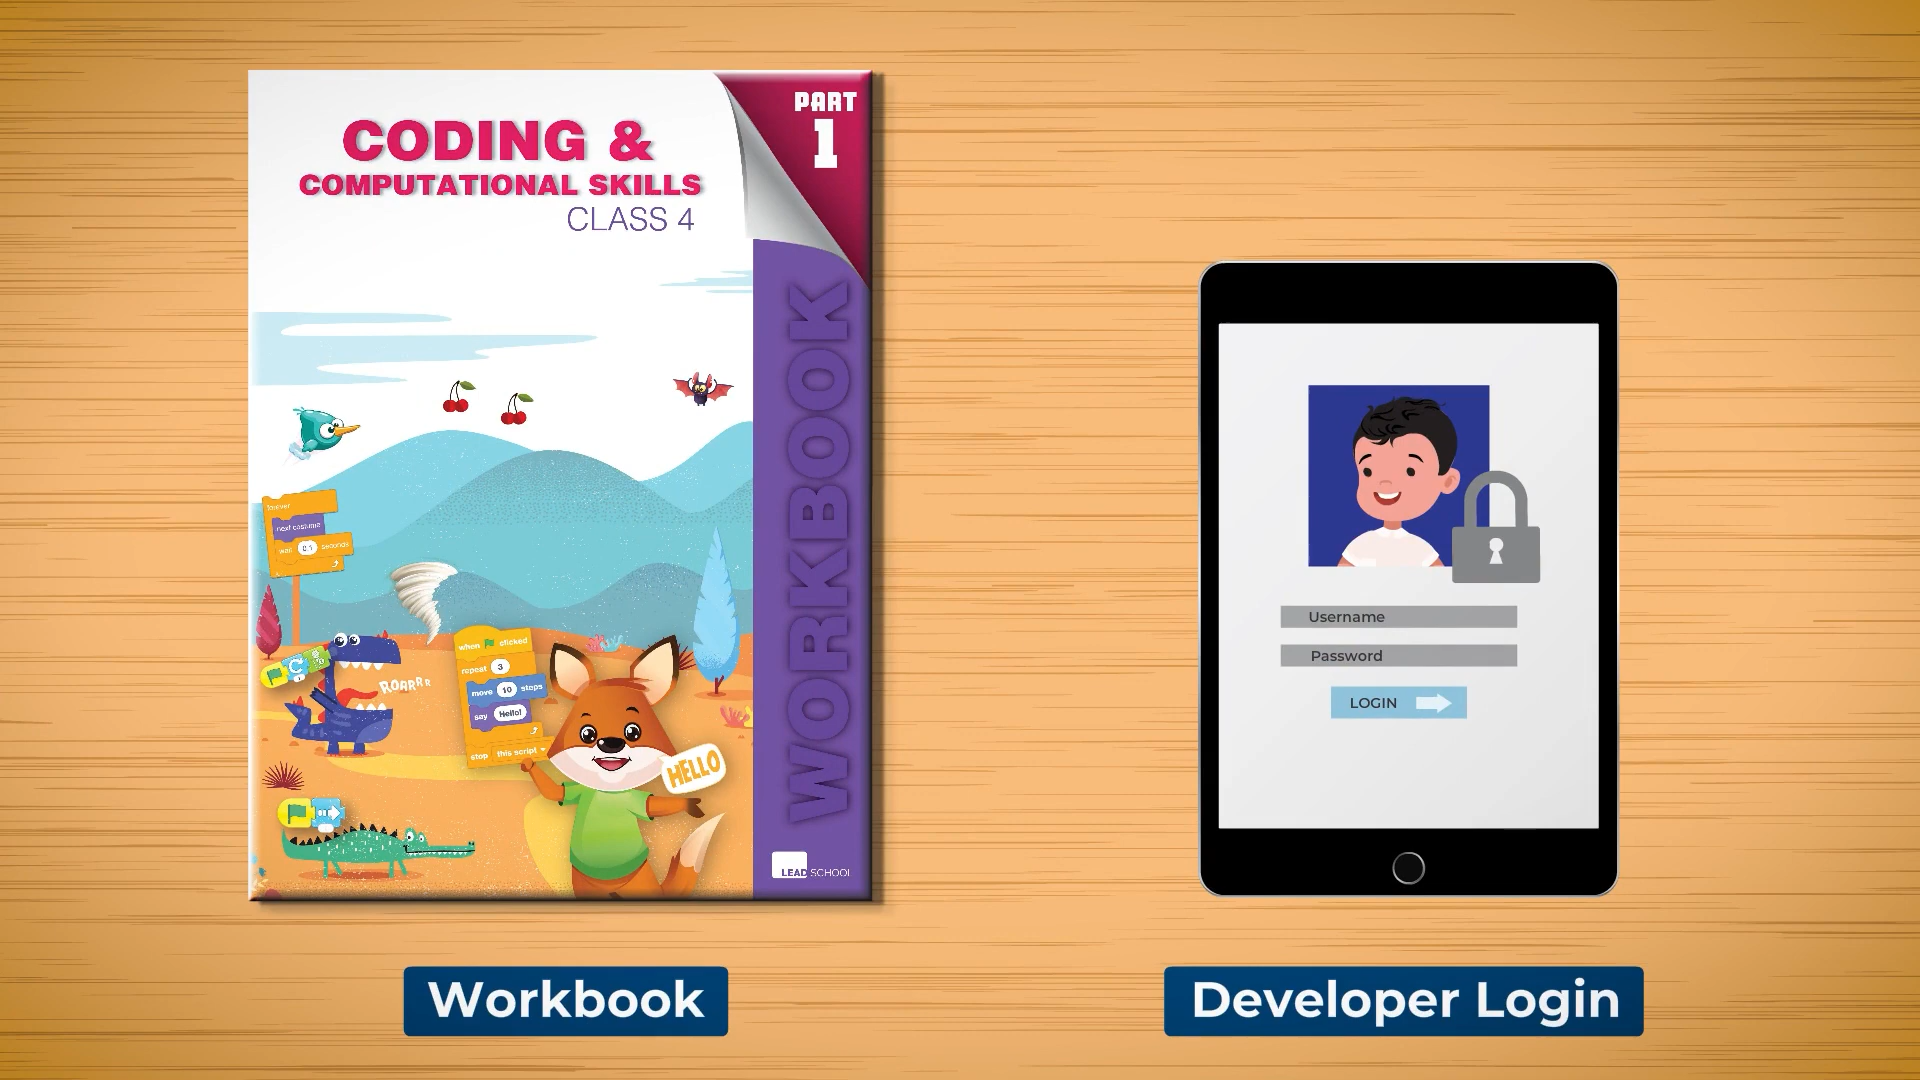 PART
1
CODING &
COMPUTATIONAL SKILLS
CLASS 4
WORKBOOK
forever
next costume
wait 0.1 seconds
when clicked
repeat 3
move 10 steps
say Hello!
stop this script
ROARRR
HELLO
LEAD SCHOOL
Username
Password
LOGIN
Workbook
Developer Login